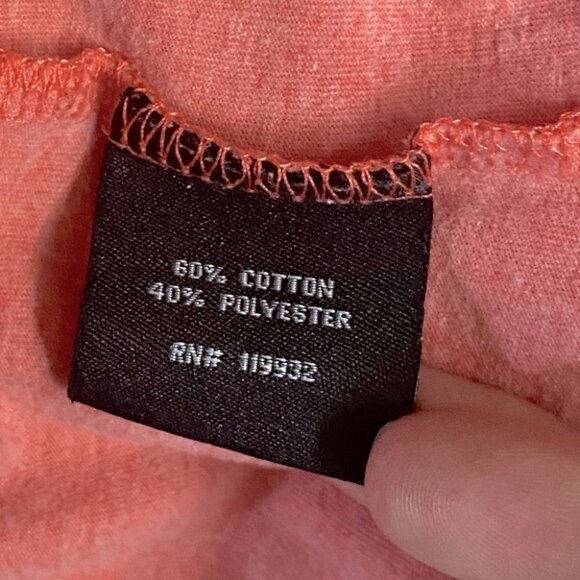 60% COTTON
40% POLYESTER
RN# 119932